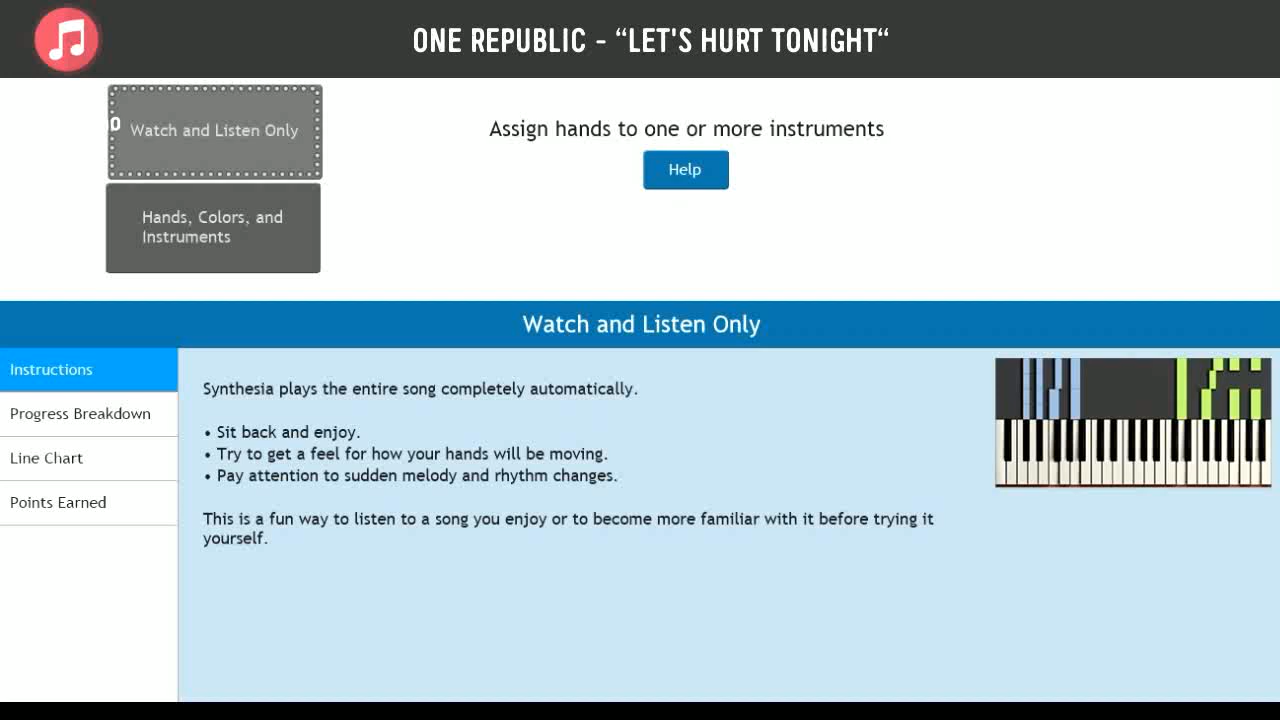 ONE REPUBLIC - “LET'S HURT TONIGHT“
Watch and Listen Only
Hands, Colors, and
Instruments
Assign hands to one or more instruments
Help
Watch and Listen Only
Instructions
Progress Breakdown
Line Chart
Points Earned
Synthesia plays the entire song completely automatically.
• Sit back and enjoy.
• Try to get a feel for how your hands will be moving.
• Pay attention to sudden melody and rhythm changes.
This is a fun way to listen to a song you enjoy or to become more familiar with it before trying it
yourself.